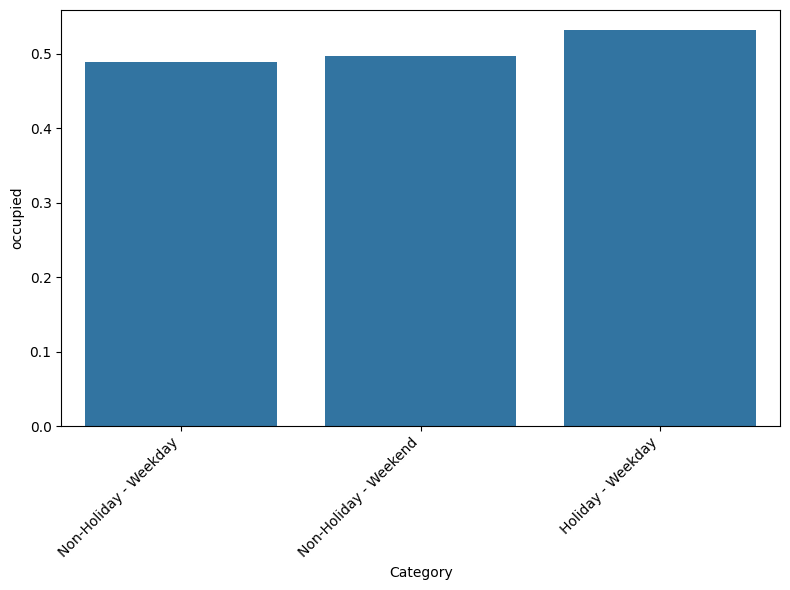 occupied
0.5
0.4
0.3
0.2
0.1
0.0
Non-Holiday - Weekday
Non-Holiday - Weekend
Holiday - Weekday
Category